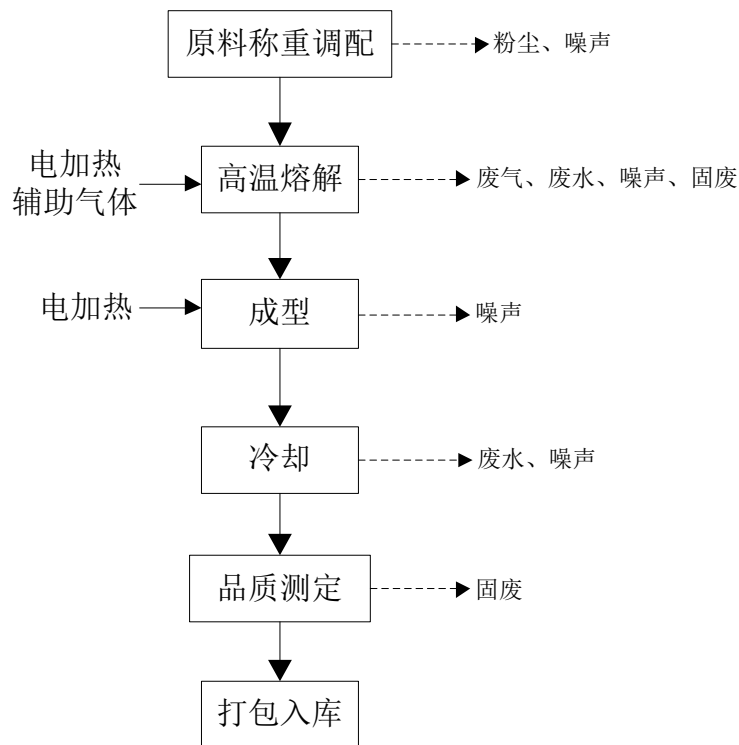 原料称重调配
粉尘、噪声
电加热
辅助气体
高温熔解
废气、废水、噪声、固废
电加热
成型
噪声
冷却
废水、噪声
品质测定
固废
打包入库